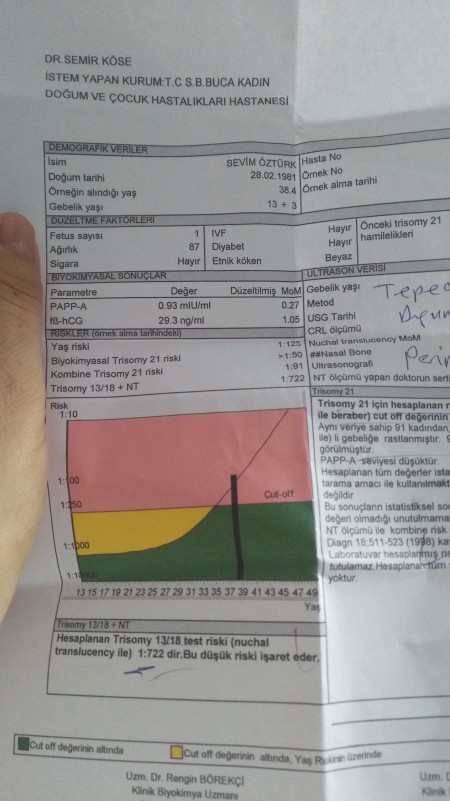 DR.SEMİR KÖSE
İSTEM YAPAN KURUM:T.C S.B.BUCA KADIN
DOĞUM VE ÇOCUK HASTALIKLARI HASTANESİ
DEMOGRAFİK VERİLER
İsim SEVİM ÖZTÜRK Hasta No
Doğum tarihi 28.02.1981 Örnek No
Örneğin alındığı yaş 38.4 Örnek alma tarihi
Gebelik yaşı 13 + 3
DÜZELTME FAKTÖRLERİ
Fetus sayısı 1 IVF Hayır Önceki trisomy 21
Ağırlık 87 Diyabet Hayır hamilelikleri
Sigara Hayır Etnik köken Beyaz
BİYOKİMYASAL SONUÇLAR
Parametre Değer Düzeltilmiş MoM
PAPP-A 0.93 mIU/ml 0.27
fß-hCG 29.3 ng/ml 1.05
RİSKLER (örnek alma tarihindeki)
Yaş riski 1:125
Biyokimyasal Trisomy 21 riski >1:50
Kombine Trisomy 21 riski 1:91
Trisomy 13/18 + NT 1:722
ULTRASON VERİSİ
Gebelik yaşı
Metod
USG Tarihi
CRL ölçümü
Nuchal translucency MoM
##Nasal Bone
Ultrasonografi
NT ölçümü yapan doktorun serti
Risk
1:10
1:100
1:250
Cut-off
1:1000
1:10000
13 15 17 19 21 23 25 27 29 31 33 35 37 39 41 43 45 47 49
Yaş
Trisomy 21
Trisomy 21 için hesaplanan r
ile beraber) cut off değerinin
Aynı veriye sahip 91 kadından,
ile) li gebeliğe rastlanmıştır. 9
görülmüştür.
PAPP-A seviyesi düşüktür.
Hesaplanan tüm değerler ista
tarama amacı ile kullanılmakt
değildir
Bu sonuçların istatistiksel so
değeri olmadığı unutulmama
NT ölçümü ile kombine risk
Diagn 18:511-523 (1998) ka
Laboratuvar hesaplanmış ri
tutulamaz.Hesaplanan tüm
yoktur.
Trisomy 13/18 + NT
Hesaplanan Trisomy 13/18 test riski (nuchal
translucency ile) 1:722 dir.Bu düşük riski işaret eder.
Cut off değerinin altında
Cut off değerinin altında, Yaş Riskinin üzerinde
Uzm. Dr. Rengin BÖREKÇİ
Klinik Biyokimya Uzmanı
Uzm. D
Klinik